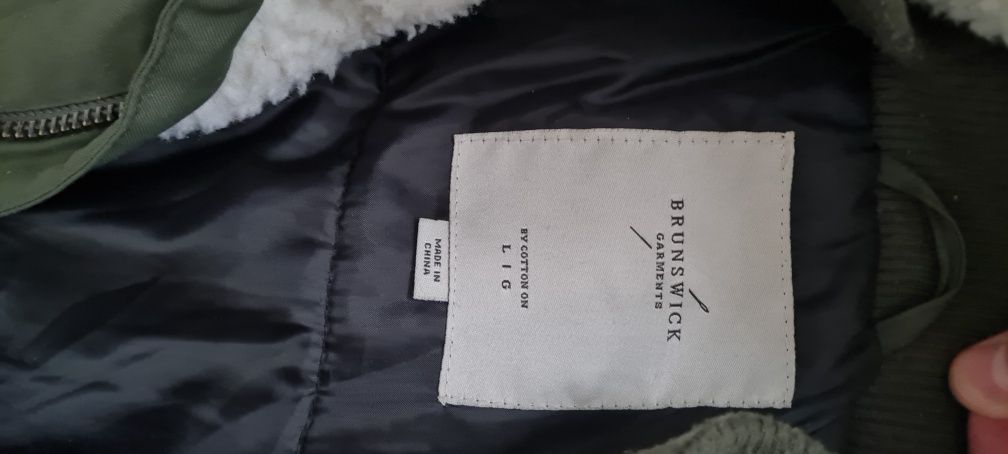 BRUNSWICK
GARMENTS
BY COTTON ON
L I G
MADE IN
CHINA